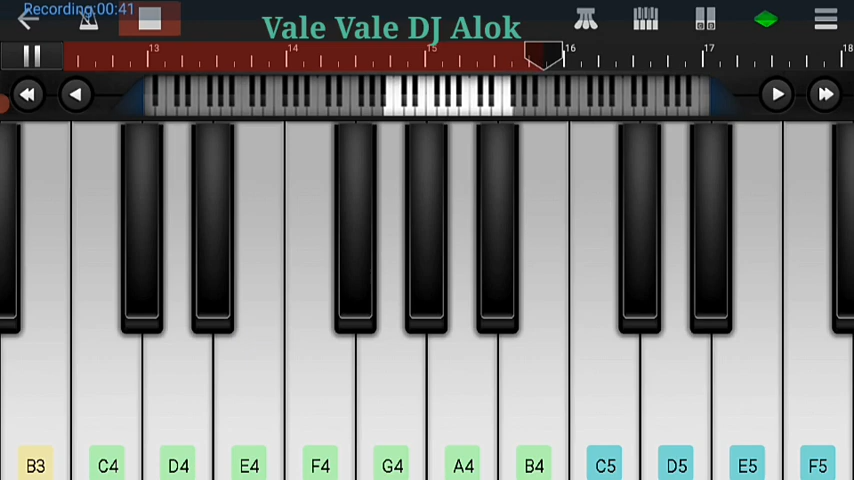 Recording:00:41
Vale Vale DJ Alok
13 14 15 16 17 18
B3 C4 D4 E4 F4 G4 A4 B4 C5 D5 E5 F5